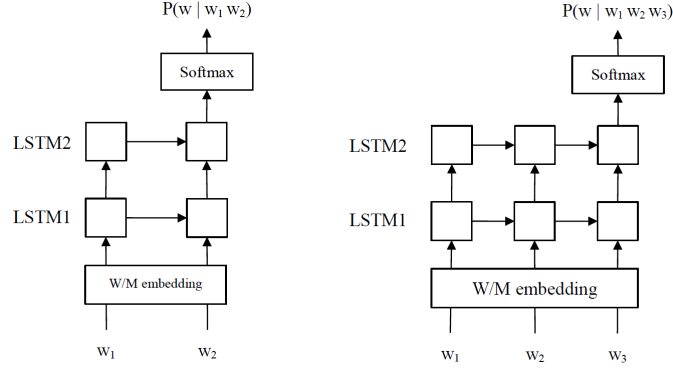 P(w | w₁ w₂)
Softmax
LSTM2
LSTM1
W/M embedding
w₁ w₂
P(w | w₁ w₂ w₃)
Softmax
LSTM2
LSTM1
W/M embedding
w₁ w₂ w₃